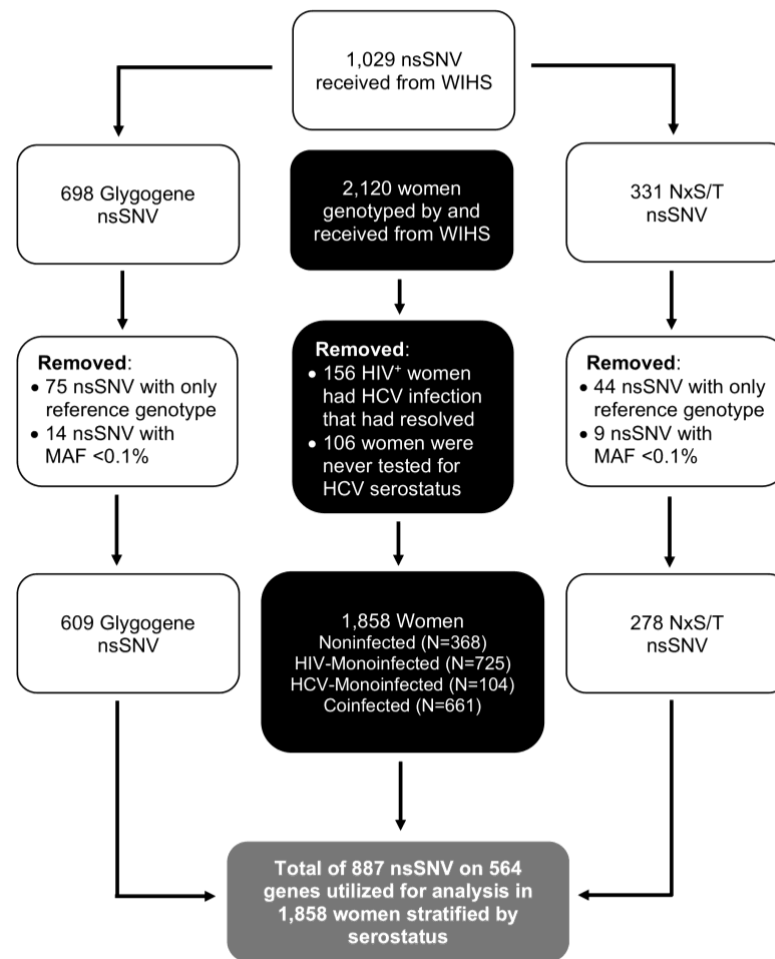 1,029 nsSNV
received from WIHS
698 Glygogene
nsSNV
2,120 women
genotyped by and
received from WIHS
331 NxS/T
nsSNV
Removed:
• 75 nsSNV with only
reference genotype
• 14 nsSNV with
MAF <0.1%
Removed:
• 156 HIV⁺ women
had HCV infection
that had resolved
• 106 women were
never tested for
HCV serostatus
Removed:
• 44 nsSNV with only
reference genotype
• 9 nsSNV with
MAF <0.1%
609 Glygogene
nsSNV
1,858 Women
Noninfected (N=368)
HIV-Monoinfected (N=725)
HCV-Monoinfected (N=104)
Coinfected (N=661)
278 NxS/T
nsSNV
Total of 887 nsSNV on 564
genes utilized for analysis in
1,858 women stratified by
serostatus